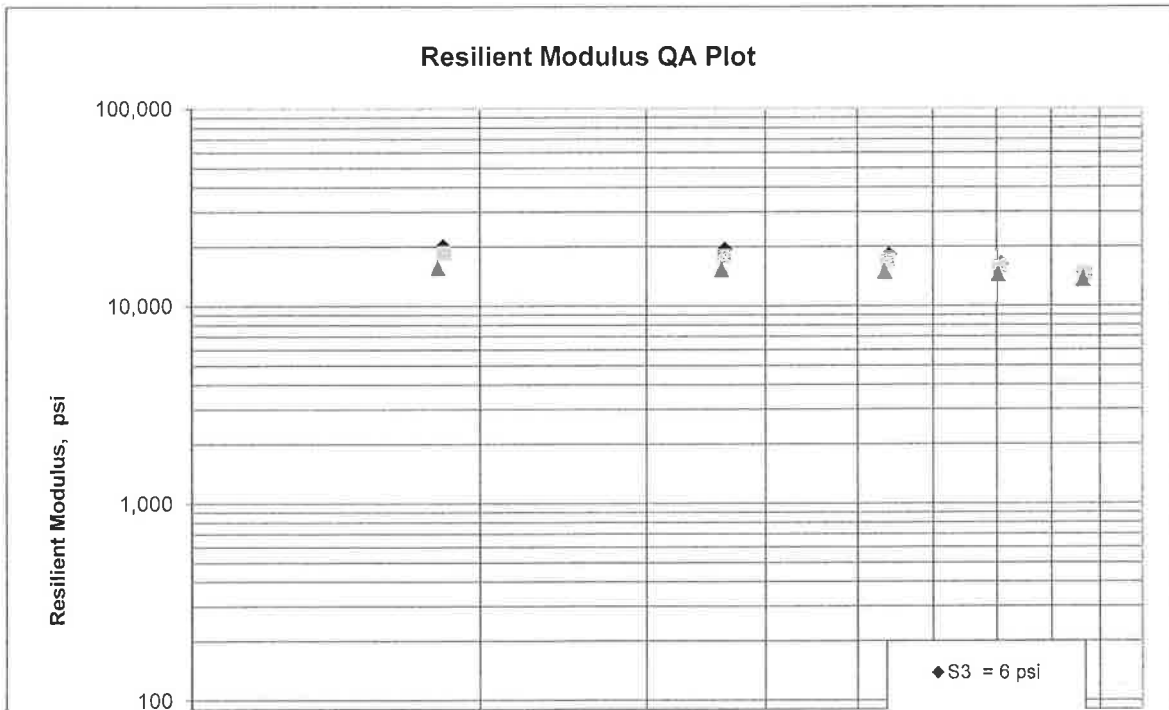 Resilient Modulus QA Plot
100,000
10,000
1,000
100
Resilient Modulus, psi
S3 = 6 psi